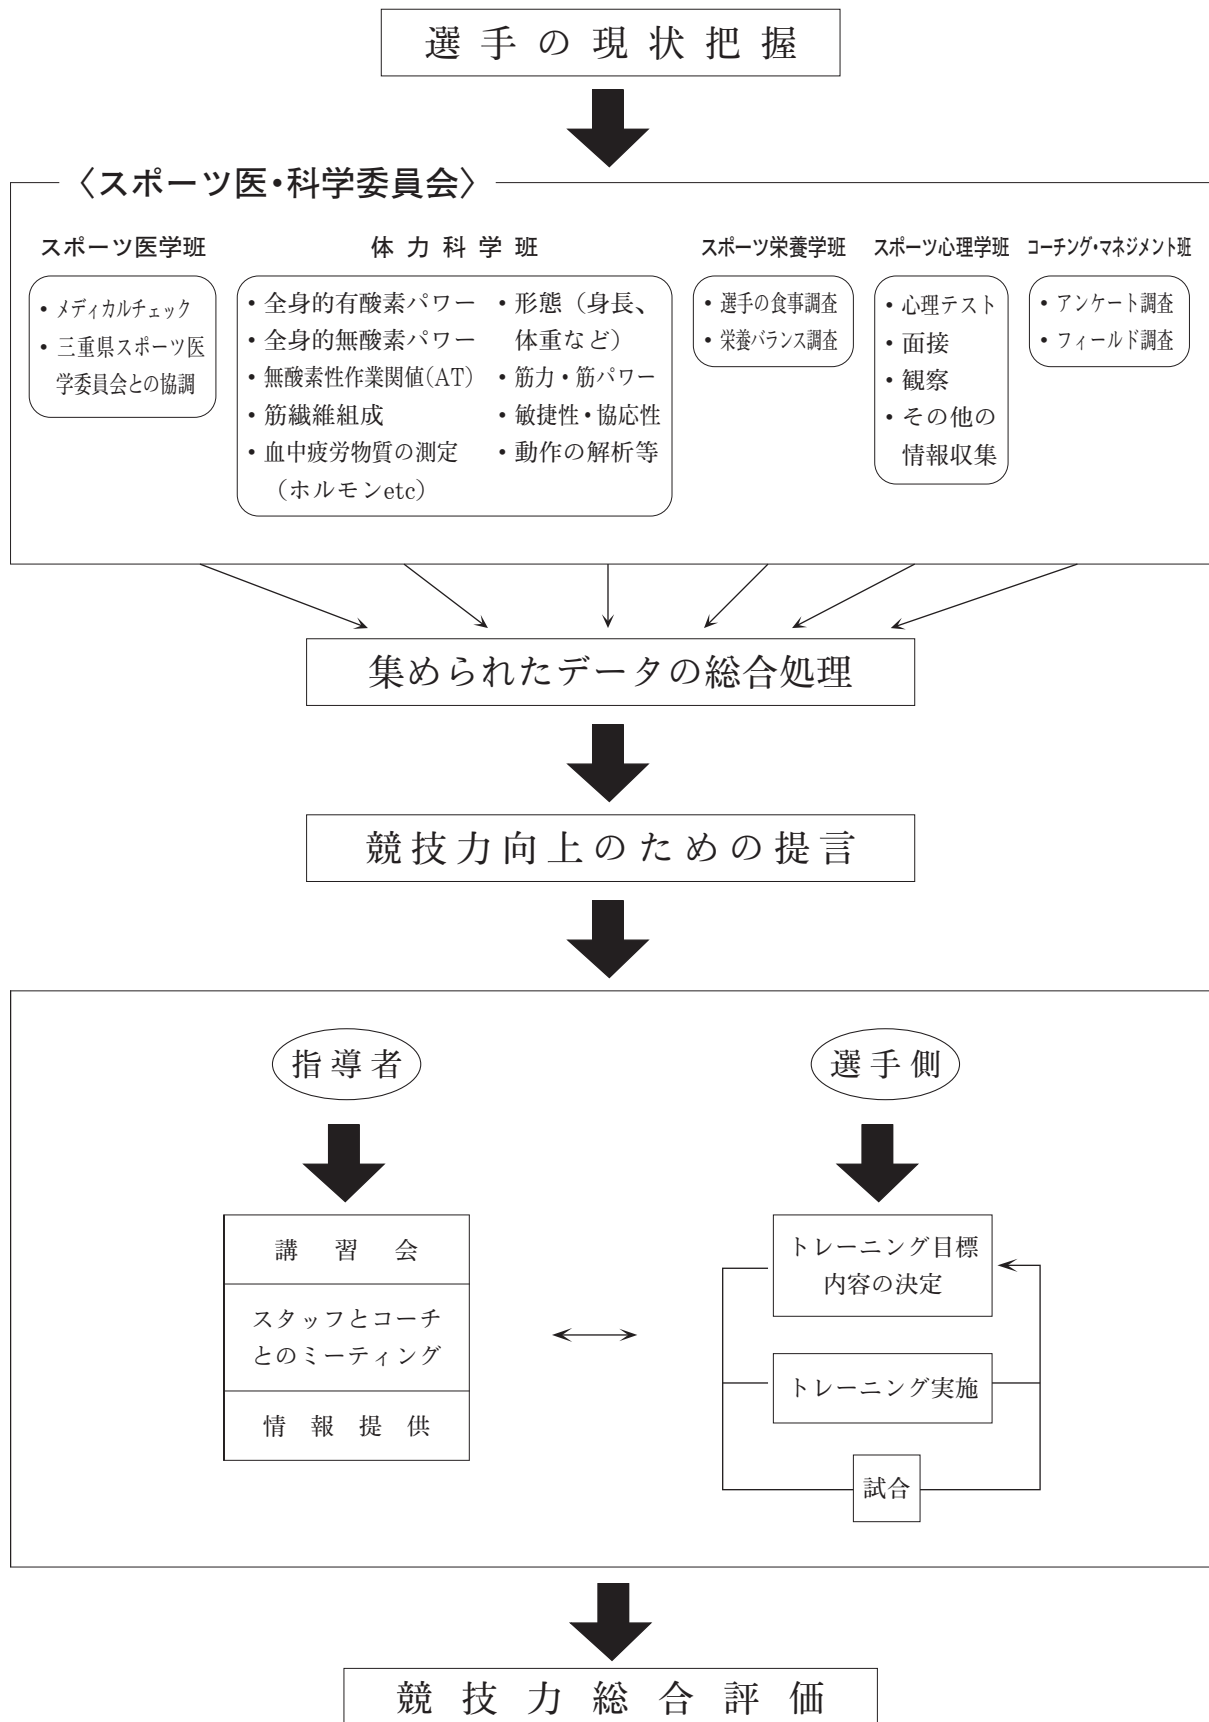 選手の現状把握
〈スポーツ医・科学委員会〉
スポーツ医学班
・メディカルチェック
・三重県スポーツ医
学委員会との協調
体力科学班
・全身的有酸素パワー
・全身的無酸素パワー
・無酸素性作業関値(AT)
・筋繊維組成
・血中疲労物質の測定
(ホルモンetc)
・形態(身長、
体重など)
・筋力・筋パワー
・敏捷性・協応性
・動作の解析等
スポーツ栄養学班
・選手の食事調査
・栄養バランス調査
スポーツ心理学班
・心理テスト
・面接
・観察
・その他の
情報収集
コーチング・マネジメント班
・アンケート調査
・フィールド調査
集められたデータの総合処理
競技力向上のための提言
指導者
講習会
スタッフとコーチ
とのミーティング
情報提供
選手側
トレーニング目標
内容の決定
トレーニング実施
試合
競技力総合評価